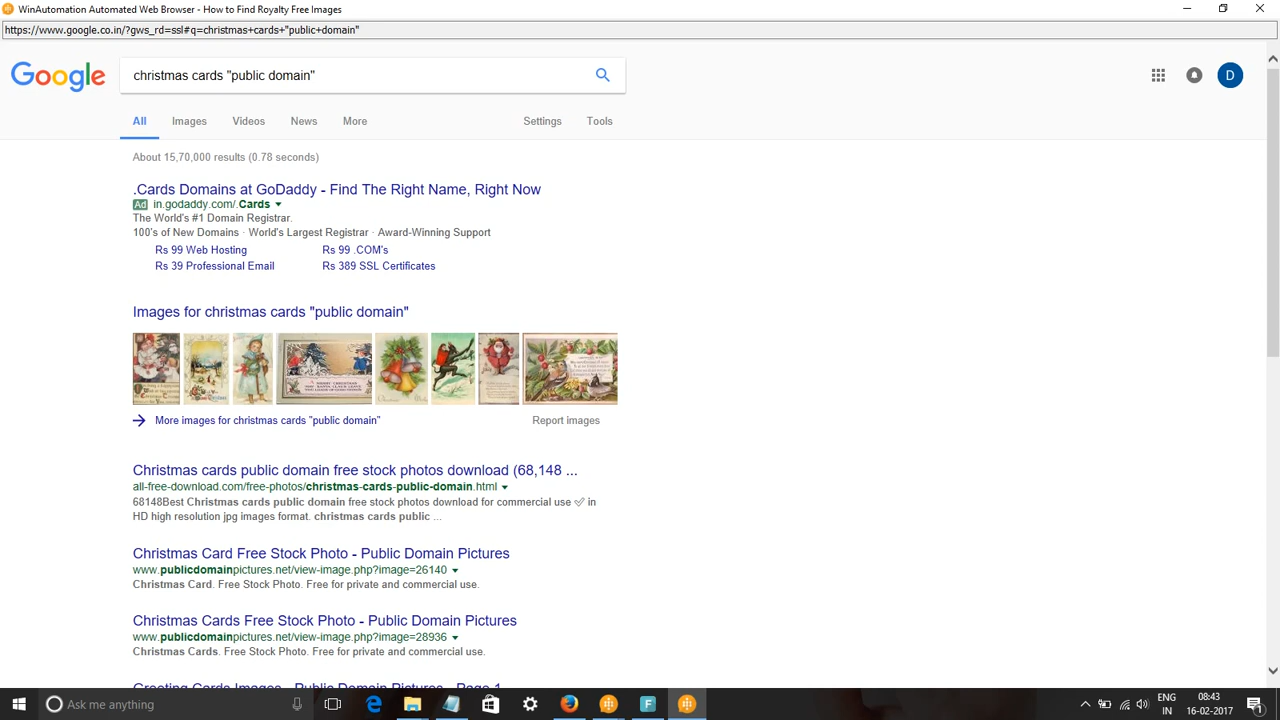 WinAutomation Automated Web Browser - How to Find Royalty Free Images
https://www.google.co.in/?gws_rd=ssl#q=christmas+cards+"public+domain"
Google
christmas cards "public domain"
D
All Images Videos News More Settings Tools
About 15,70,000 results (0.78 seconds)
.Cards Domains at GoDaddy - Find The Right Name, Right Now
Ad in.godaddy.com/.Cards
The World's #1 Domain Registrar.
100's of New Domains · World's Largest Registrar · Award-Winning Support
Rs 99 Web Hosting Rs 99 .COM's
Rs 39 Professional Email Rs 389 SSL Certificates
Images for christmas cards "public domain"
More images for christmas cards "public domain" Report images
Christmas cards public domain free stock photos download (68,148 ...
all-free-download.com/free-photos/christmas-cards-public-domain.html
68148Best Christmas cards public domain free stock photos download for commercial use ✅ in
HD high resolution jpg images format. christmas cards public ...
Christmas Card Free Stock Photo - Public Domain Pictures
www.publicdomainpictures.net/view-image.php?image=26140
Christmas Card. Free Stock Photo. Free for private and commercial use.
Christmas Cards Free Stock Photo - Public Domain Pictures
www.publicdomainpictures.net/view-image.php?image=28936
Christmas Cards. Free Stock Photo. Free for private and commercial use.
Greeting Cards Images - Public Domain Pictures - Page 1
Ask me anything
F
ENG 08:43
IN 16-02-2017
1